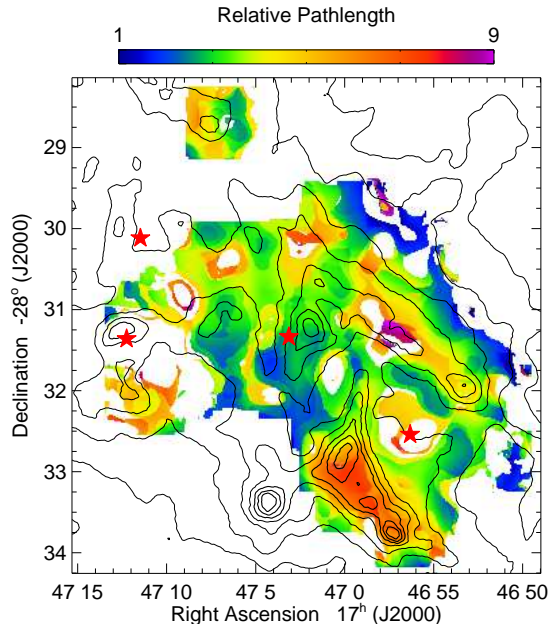 Relative Pathlength
1 9
29
30
31
32
33
34
Declination -28° (J2000)
47 15 47 10 47 5 47 0 46 55 46 50
Right Ascension 17ʰ (J2000)